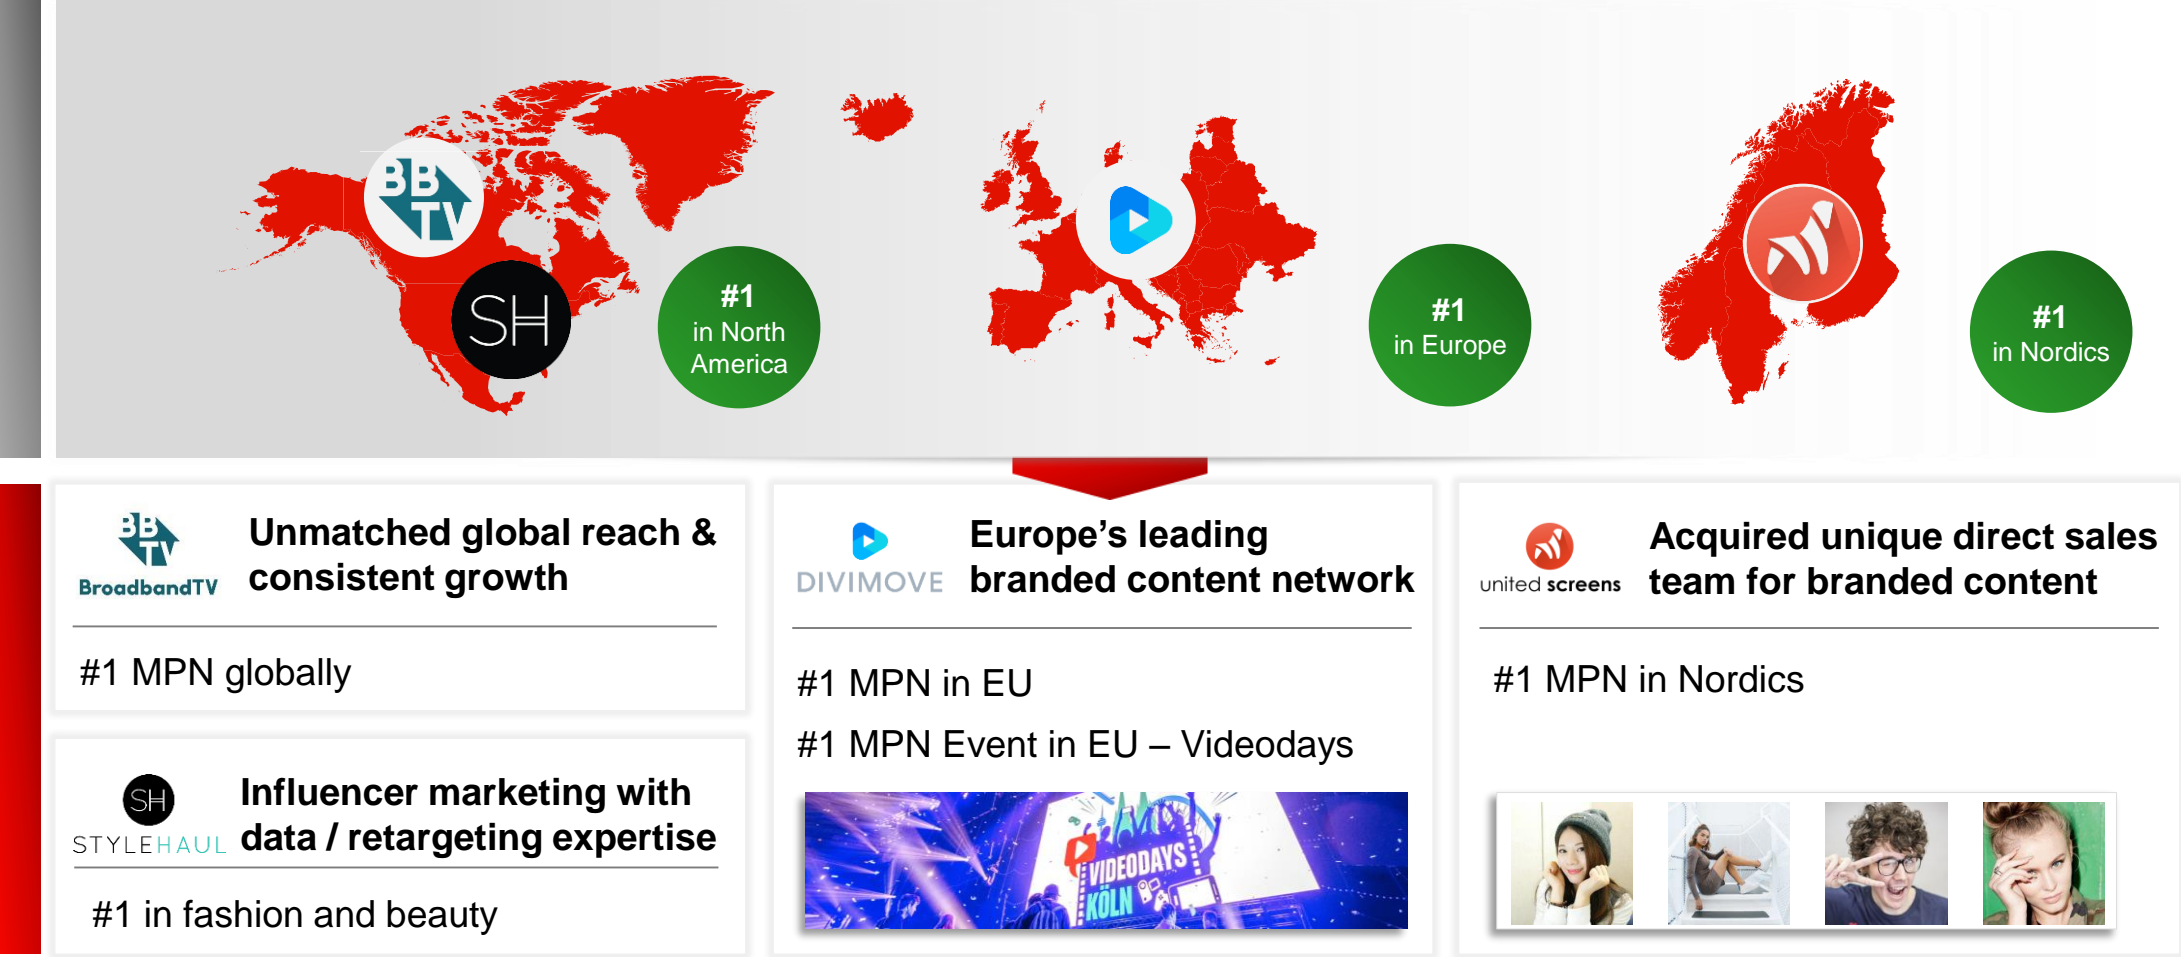 BB
TV
SH
#1
in North
America
#1
in Europe
#1
in Nordics
BB
TV
BroadbandTV
Unmatched global reach &
consistent growth
#1 MPN globally
SH
STYLEHAUL
Influencer marketing with
data / retargeting expertise
#1 in fashion and beauty
DIVIMOVE
Europe’s leading
branded content network
#1 MPN in EU
#1 MPN Event in EU – Videodays
VIDEODAYS
KÖLN
united screens
Acquired unique direct sales
team for branded content
#1 MPN in Nordics